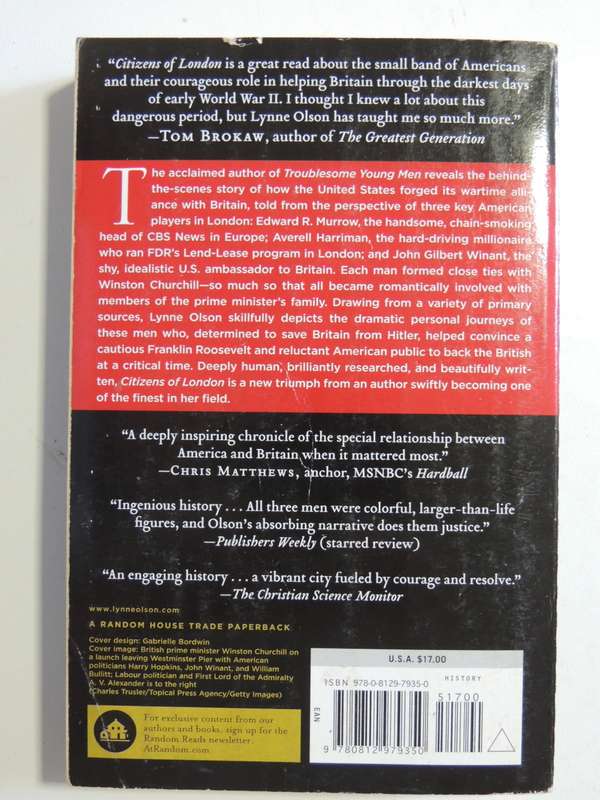 “Citizens of London is a great read about the small band of Americans
and their courageous role in helping Britain through the darkest days
of early World War II. I thought I knew a lot about this
dangerous period, but Lynne Olson has taught me so much more.”
—Tom Brokaw, author of The Greatest Generation
The acclaimed author of Troublesome Young Men reveals the behind-
the-scenes story of how the United States forged its wartime alli-
ance with Britain, told from the perspective of three key American
players in London: Edward R. Murrow, the handsome, chain-smoking
head of CBS News in Europe; Averell Harriman, the hard-driving millionaire
who ran FDR’s Lend-Lease program in London; and John Gilbert Winant, the
shy, idealistic U.S. ambassador to Britain. Each man formed close ties with
Winston Churchill—so much so that all became romantically involved with
members of the prime minister’s family. Drawing from a variety of primary
sources, Lynne Olson skillfully depicts the dramatic personal journeys of
these men who, determined to save Britain from Hitler, helped convince a
cautious Franklin Roosevelt and reluctant American public to back the British
at a critical time. Deeply human, brilliantly researched, and beautifully writ-
ten, Citizens of London is a new triumph from an author swiftly becoming one
of the finest in her field.
“A deeply inspiring chronicle of the special relationship between
America and Britain when it mattered most.”
—Chris Matthews, anchor, MSNBC’s Hardball
“Ingenious history . . . All three men were colorful, larger-than-life
figures, and Olson’s absorbing narrative does them justice.”
—Publishers Weekly (starred review)
“An engaging history . . . a vibrant city fueled by courage and resolve.”
—The Christian Science Monitor
www.lynneolson.com
A RANDOM HOUSE TRADE PAPERBACK
Cover design: Gabrielle Bordwin
Cover image: British prime minister Winston Churchill on
a launch leaving Westminster Pier with American
politicians Harry Hopkins, John Winant, and William
Bullitt; Labour politician and First Lord of the Admiralty
A. V. Alexander is to the right
(Charles Trusler/Topical Press Agency/Getty Images)
For exclusive content from our
authors and books, sign up for the
Random Reads newsletter.
AtRandom.com
U.S.A. $17.00
HISTORY
ISBN 978-0-8129-7935-0
51700
EAN
9 780812 979350